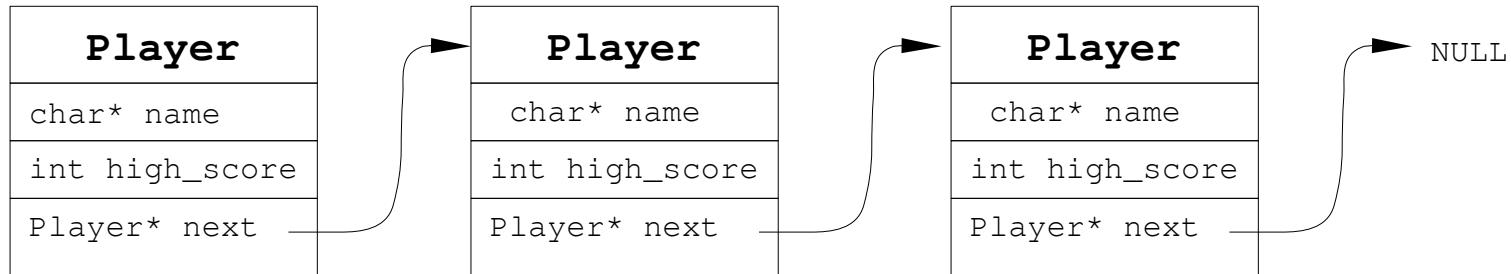 Player
char* name
int high_score
Player* next
Player
char* name
int high_score
Player* next
Player
char* name
int high_score
Player* next
NULL